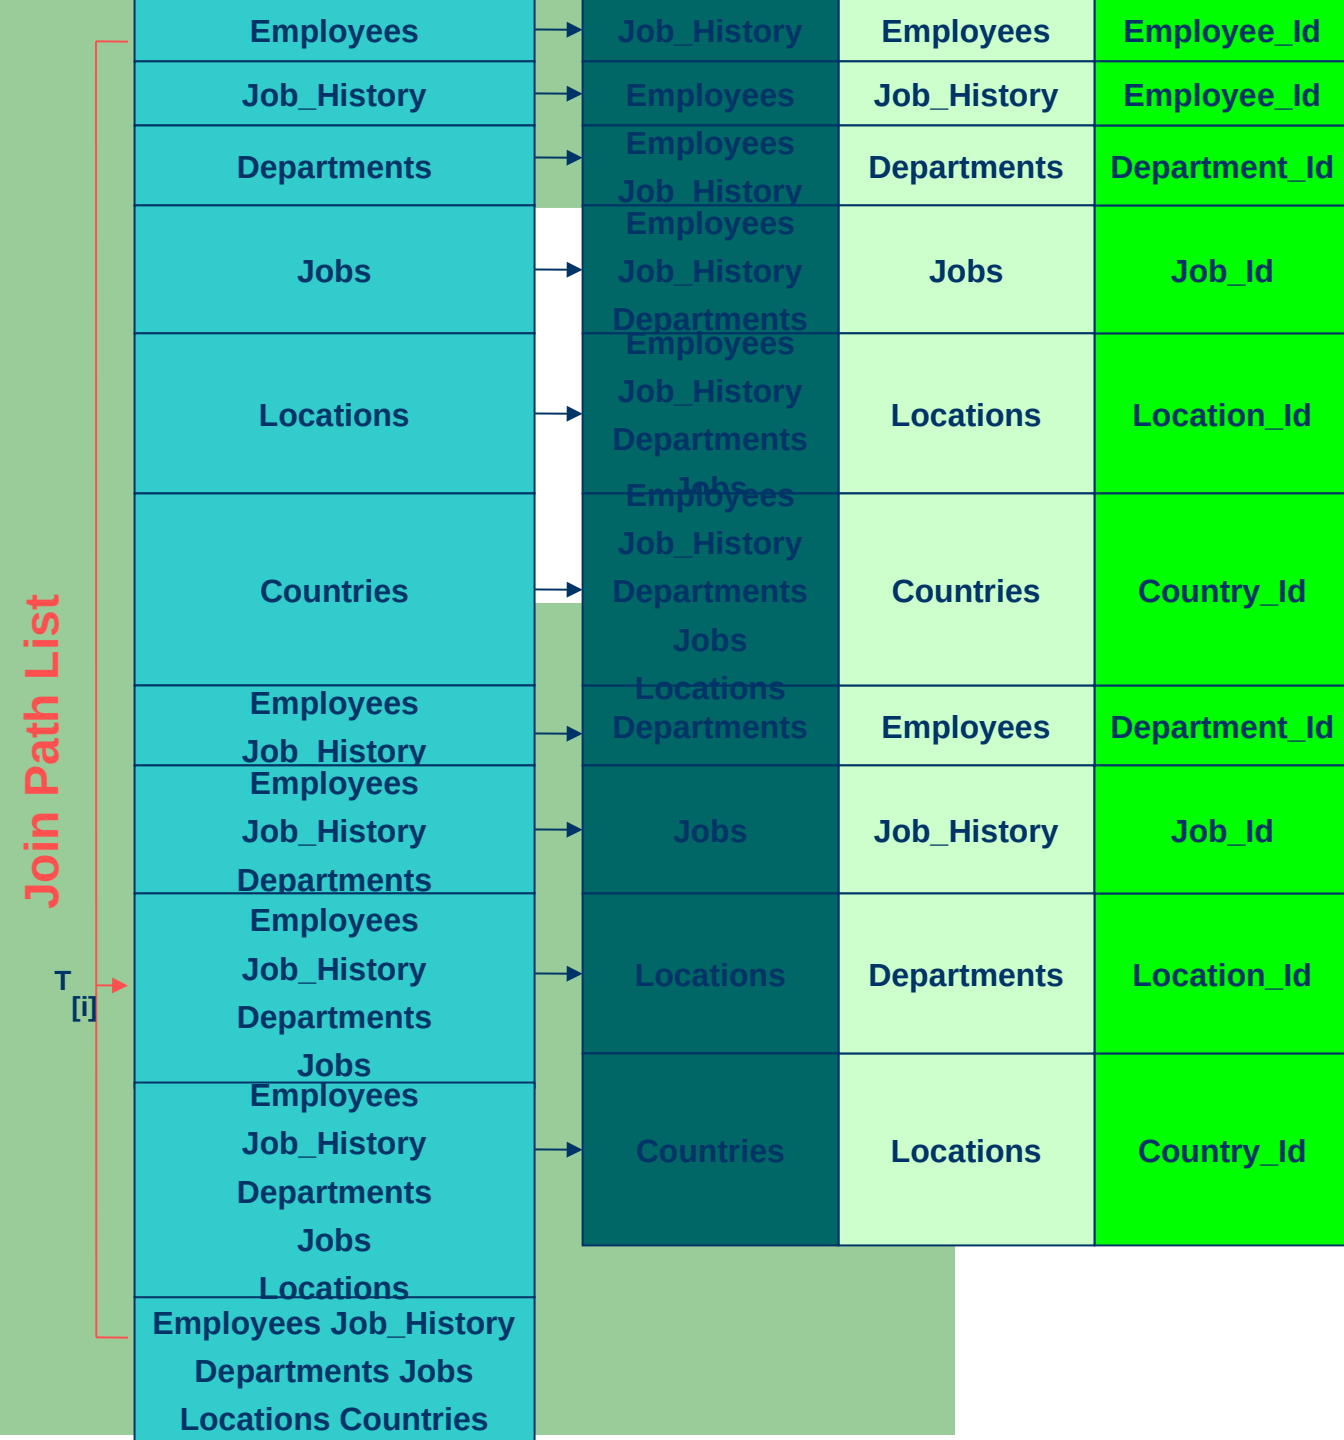 Employees
Job_History
Employees
Employee_Id
Job_History
Employees
Job_History
Employee_Id
Departments
Employees
Job_History
Departments
Department_Id
Jobs
Employees
Job_History
Departments
Jobs
Job_Id
Locations
Employees
Job_History
Departments
Jobs
Locations
Location_Id
Countries
Employees
Job_History
Departments
Jobs
Locations
Countries
Country_Id
Employees
Job_History
Departments
Employees
Department_Id
Employees
Job_History
Departments
Jobs
Job_History
Job_Id
Employees
Job_History
Departments
Jobs
Locations
Departments
Location_Id
Employees
Job_History
Departments
Jobs
Locations
Countries
Locations
Country_Id
Employees Job_History
Departments Jobs
Locations Countries
Join Path List
T
[i]